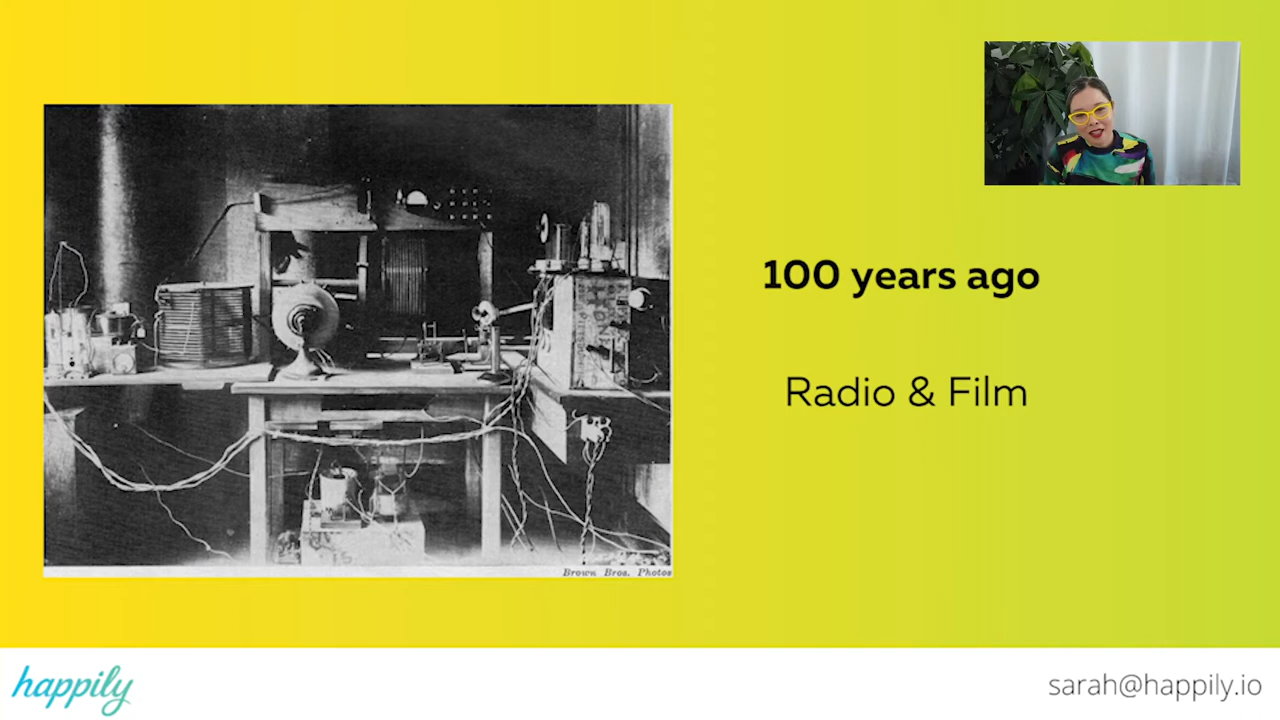 100 years ago
Radio & Film
Brown Bros. Photos
happily
sarah@happily.io